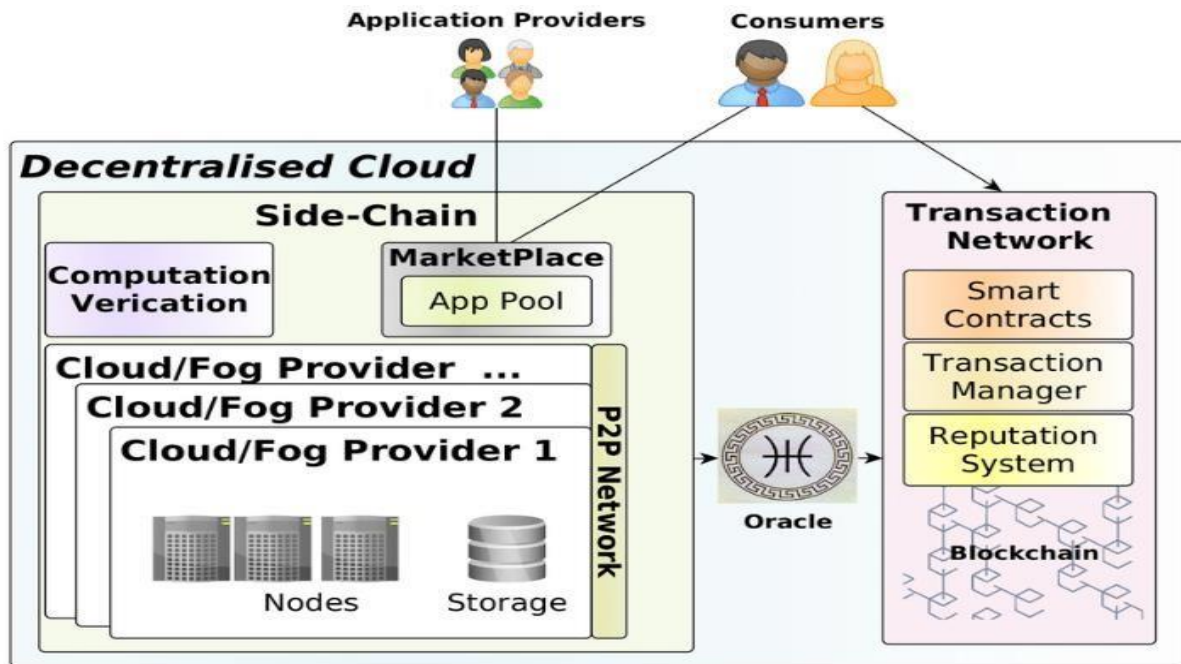 Application Providers
Consumers
Decentralised Cloud
Side-Chain
Computation
Verication
MarketPlace
App Pool
Cloud/Fog Provider ...
Cloud/Fog Provider 2
Cloud/Fog Provider 1
Nodes
Storage
P2P Network
Oracle
Transaction
Network
Smart
Contracts
Transaction
Manager
Reputation
System
Blockchain